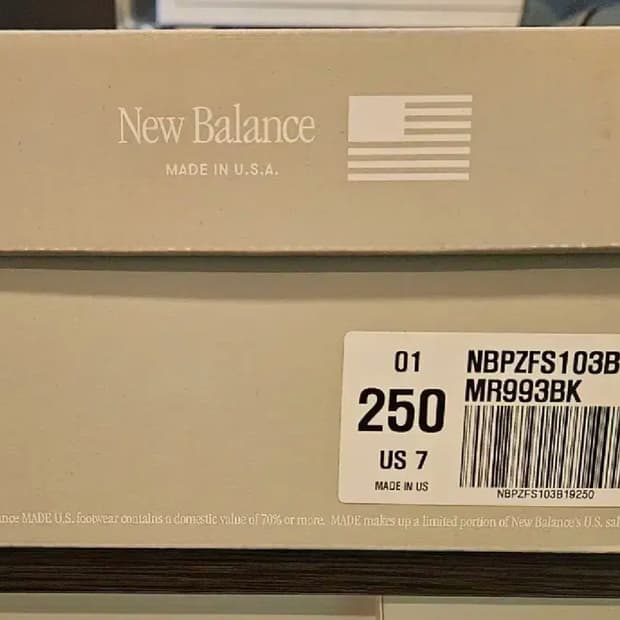 New Balance
MADE IN U.S.A.
01
250
US 7
MADE IN US
NBPZFS103B
MR993BK
NBPZFS103B19250
MADE U.S. footwear contains a domestic value of 70% or more. MADE makes up a limited portion of New Balance's U.S.